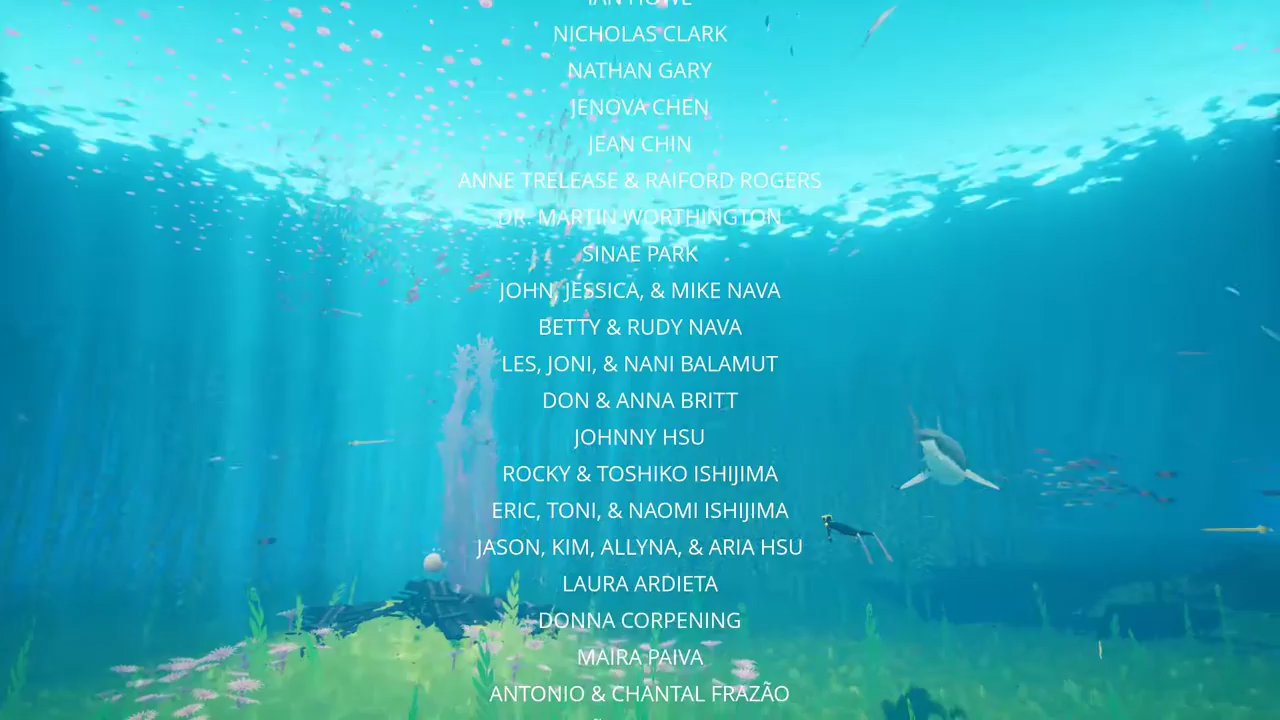 NICHOLAS CLARK
NATHAN GARY
JENOVA CHEN
JEAN CHIN
ANNE TRELEASE & RAIFORD ROGERS
DR. MARTIN WORTHINGTON
SINAE PARK
JOHN, JESSICA, & MIKE NAVA
BETTY & RUDY NAVA
LES, JONI, & NANI BALAMUT
DON & ANNA BRITT
JOHNNY HSU
ROCKY & TOSHIKO ISHIJIMA
ERIC, TONI, & NAOMI ISHIJIMA
JASON, KIM, ALLYNA, & ARIA HSU
LAURA ARDIETA
DONNA CORPENING
MAIRA PAIVA
ANTONIO & CHANTAL FRAZÃO